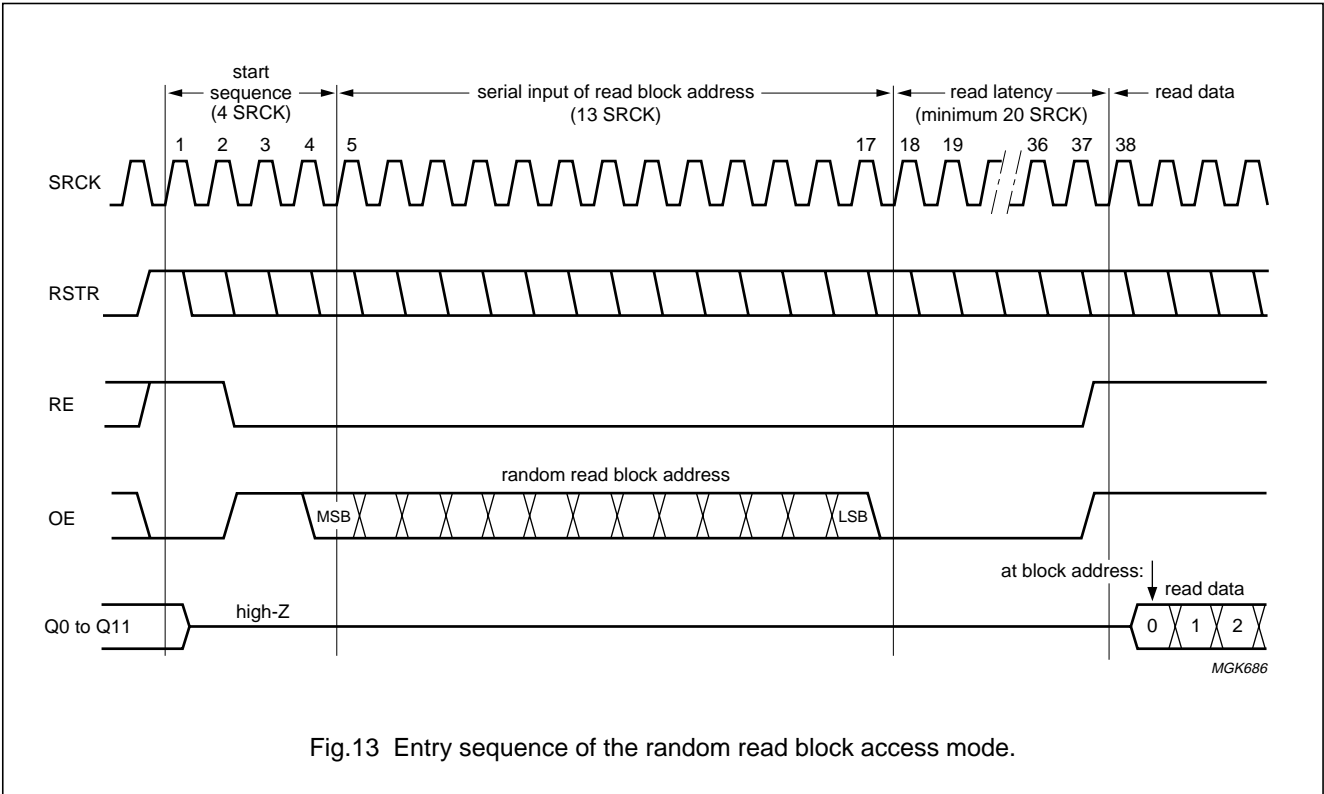 start
sequence
(4 SRCK)
serial input of read block address
(13 SRCK)
read latency
(minimum 20 SRCK)
read data
1 2 3 4 5 17 18 19 36 37 38
SRCK
RSTR
RE
random read block address
OE
MSB LSB
at block address:
read data
high-Z
Q0 to Q11
0 1 2
MGK686
Fig.13 Entry sequence of the random read block access mode.